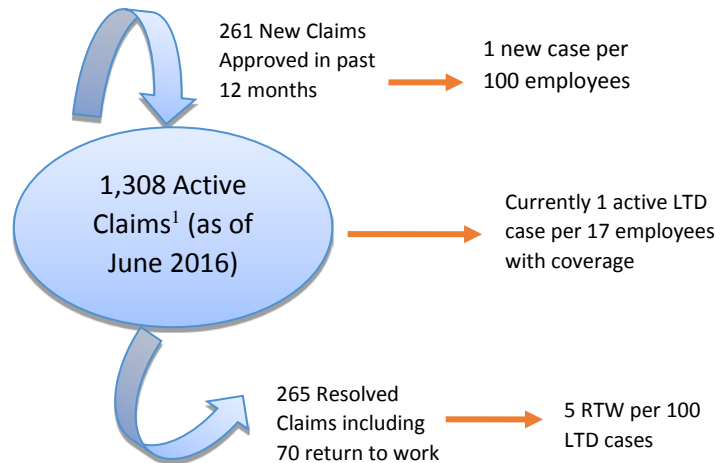 261 New Claims
Approved in past
12 months
1 new case per
100 employees
1,308 Active
Claims¹ (as of
June 2016)
Currently 1 active LTD
case per 17 employees
with coverage
265 Resolved
Claims including
70 return to work
5 RTW per 100
LTD cases